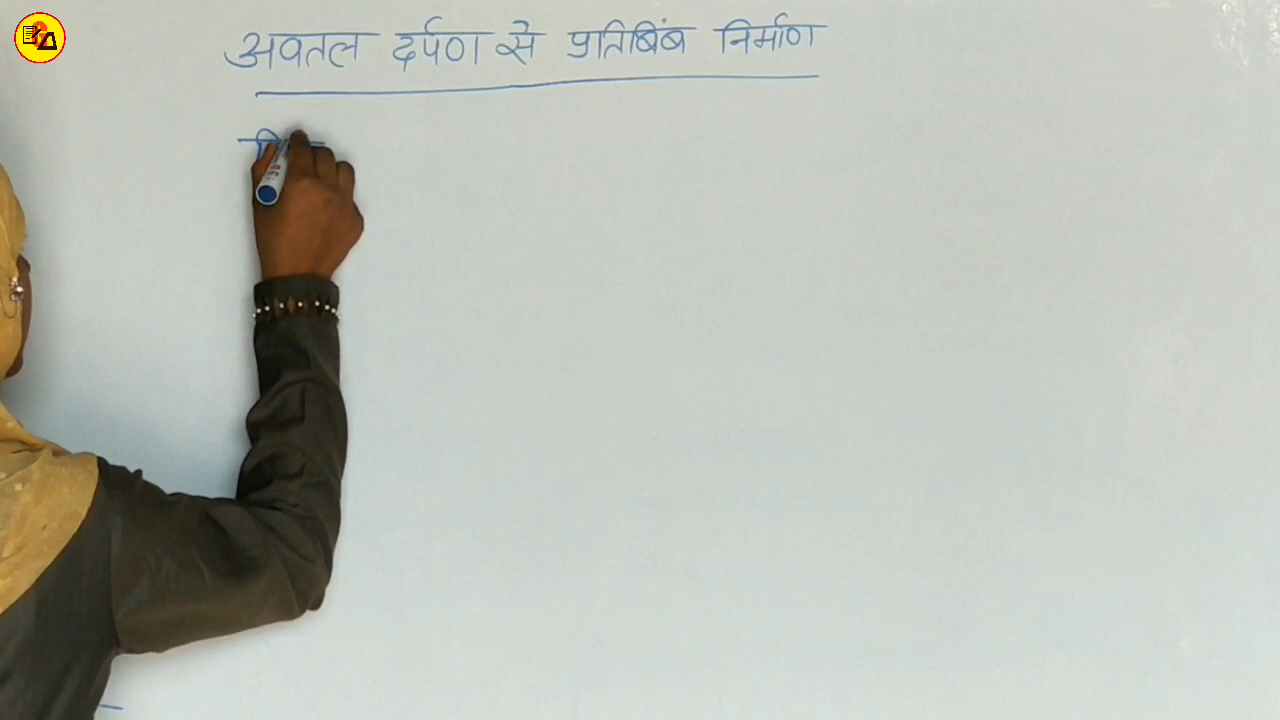 अवतल दर्पण से प्रतिबिंब निर्माण